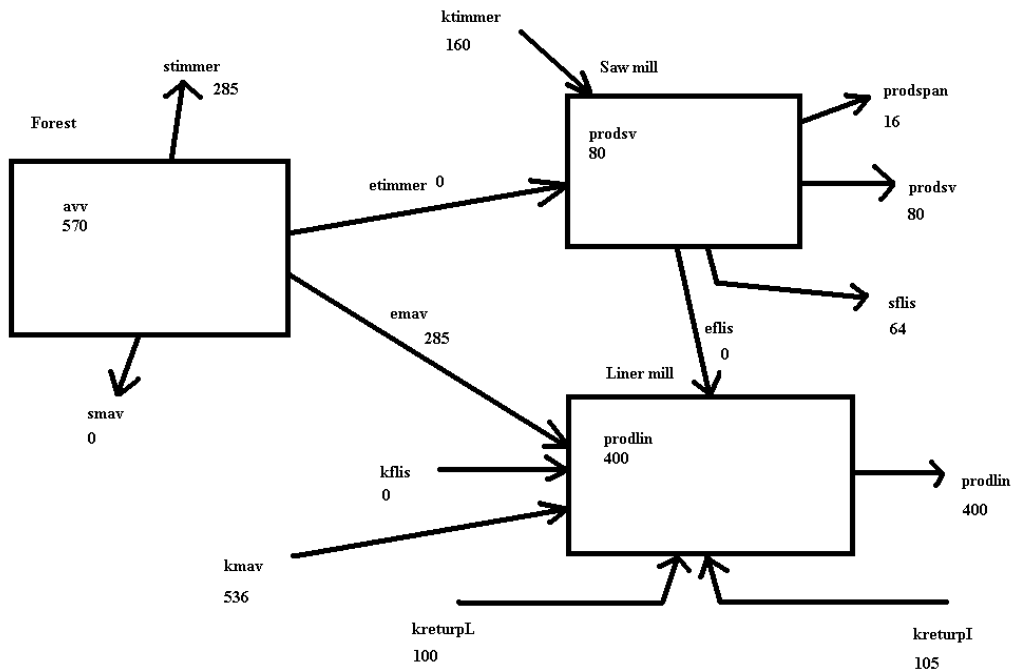 ktimmer
160
stimmer
285
Saw mill
prodspan
16
Forest
prodsv
80
etimmer 0
prodsv
80
avv
570
emav
285
sflis
64
eflis
0
Liner mill
smav
0
prodlin
400
kflis
0
prodlin
400
kmav
536
kreturpL
100
kreturpI
105